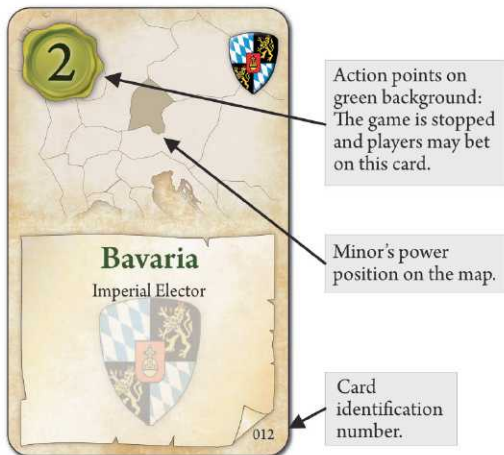 2
Action points on
green background:
The game is stopped
and players may bet
on this card.
Minor's power
position on the map.
Bavaria
Imperial Elector
Card
identification
number.
012